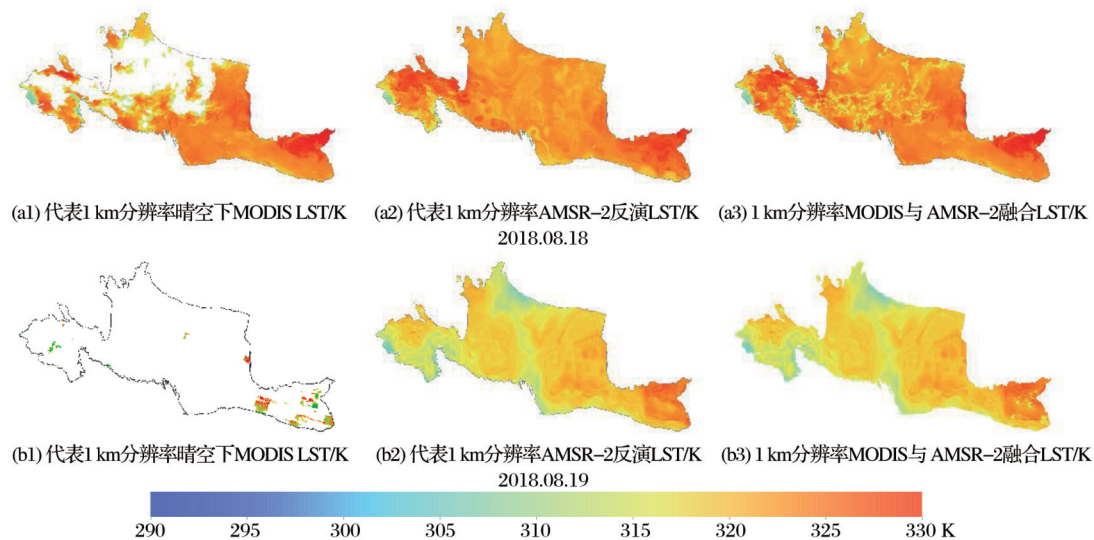 (a1) 代表1 km分辨率晴空下MODIS LST/K
(a2) 代表1 km分辨率AMSR-2反演LST/K
(a3) 1 km分辨率MODIS与 AMSR-2融合LST/K
2018.08.18
(b1) 代表1 km分辨率晴空下MODIS LST/K
(b2) 代表1 km分辨率AMSR-2反演LST/K
(b3) 1 km分辨率MODIS与 AMSR-2融合LST/K
2018.08.19
290 295 300 305 310 315 320 325 330 K